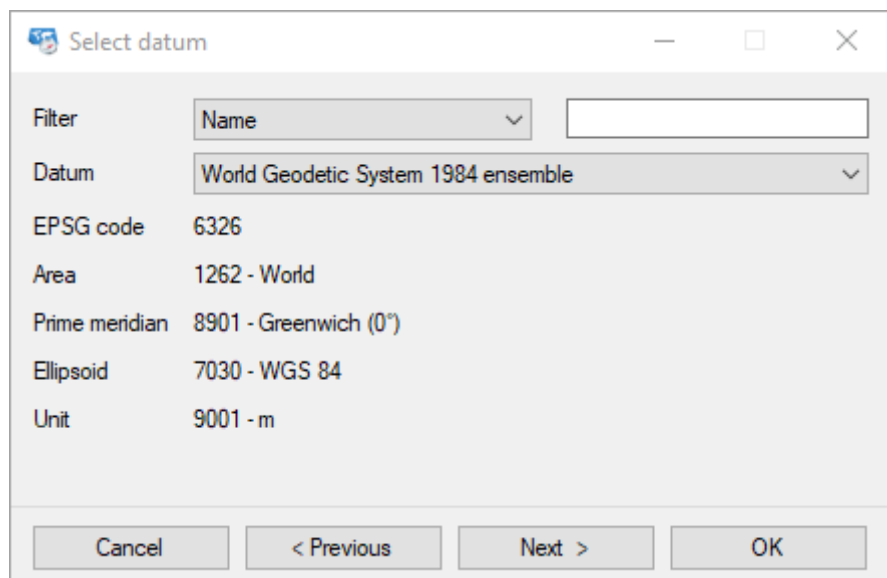 Select datum
Filter Name
Datum World Geodetic System 1984 ensemble
EPSG code 6326
Area 1262 - World
Prime meridian 8901 - Greenwich (0°)
Ellipsoid 7030 - WGS 84
Unit 9001 - m
Cancel < Previous Next > OK